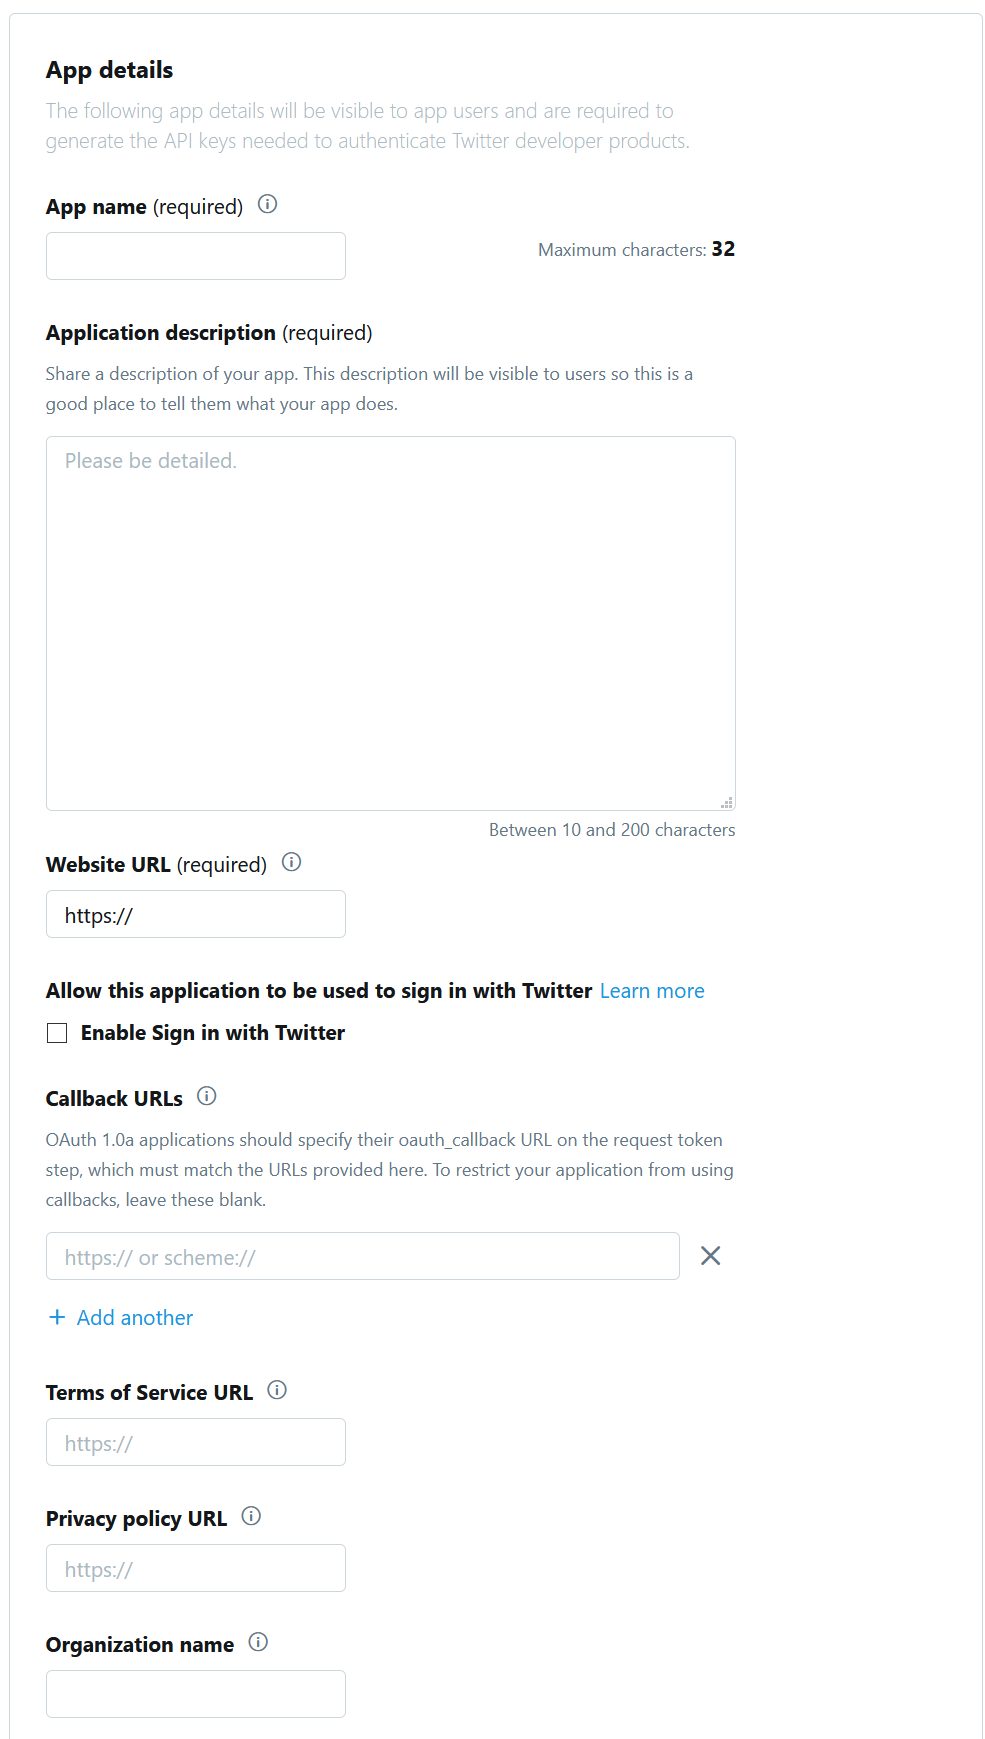 App details
The following app details will be visible to app users and are required to
generate the API keys needed to authenticate Twitter developer products.
App name (required)
Maximum characters: 32
Application description (required)
Share a description of your app. This description will be visible to users so this is a
good place to tell them what your app does.
Please be detailed.
Between 10 and 200 characters
Website URL (required)
https://
Allow this application to be used to sign in with Twitter Learn more
Enable Sign in with Twitter
Callback URLs
OAuth 1.0a applications should specify their oauth_callback URL on the request token
step, which must match the URLs provided here. To restrict your application from using
callbacks, leave these blank.
https:// or scheme://
+ Add another
Terms of Service URL
https://
Privacy policy URL
https://
Organization name